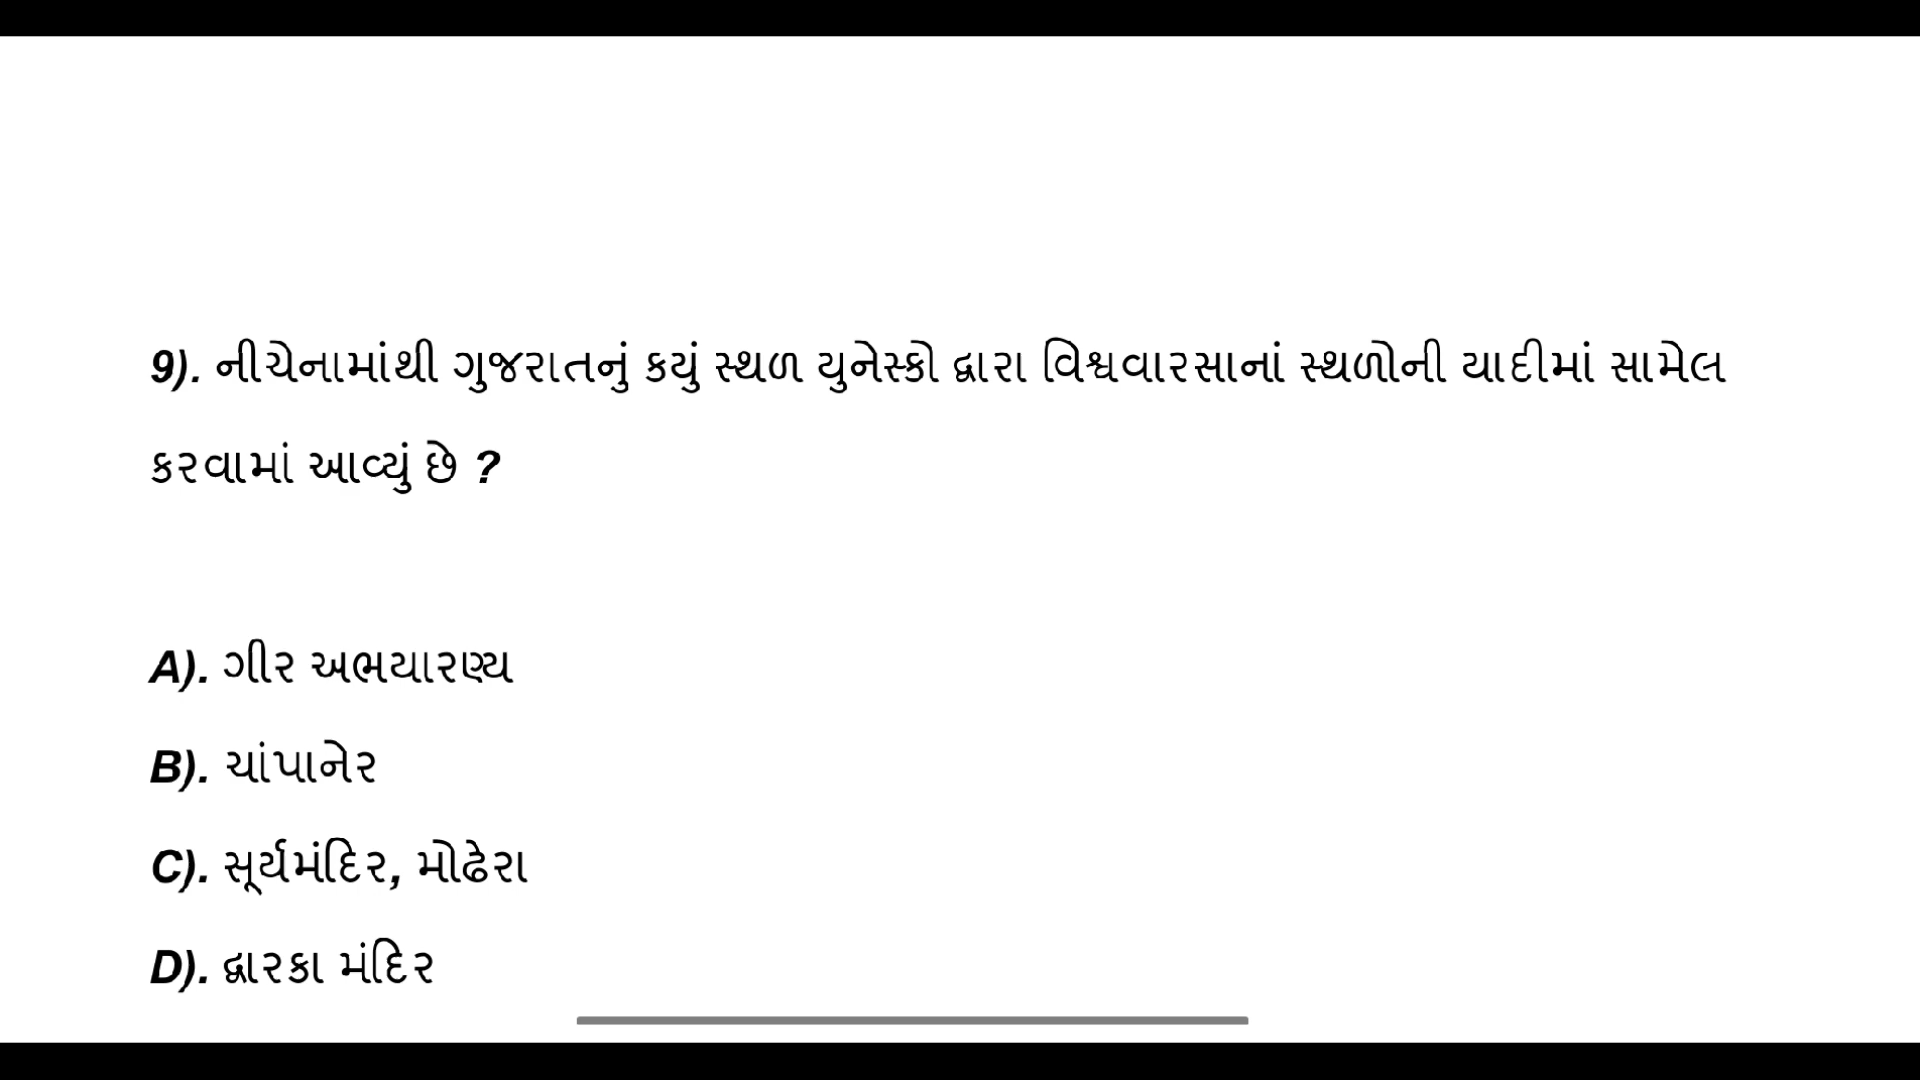 9). નીચેનામાંથી ગુજરાતનું કયું સ્થળ યુનેસ્કો દ્વારા વિશ્વવારસાનાં સ્થળોની યાદીમાં સામેલ
કરવામાં આવ્યું છે ?
A). ગીર અભયારણ્ય
B). ચાંપાનેર
C). સૂર્યમંદિર, મોઢેરા
D). દ્વારકા મંદિર